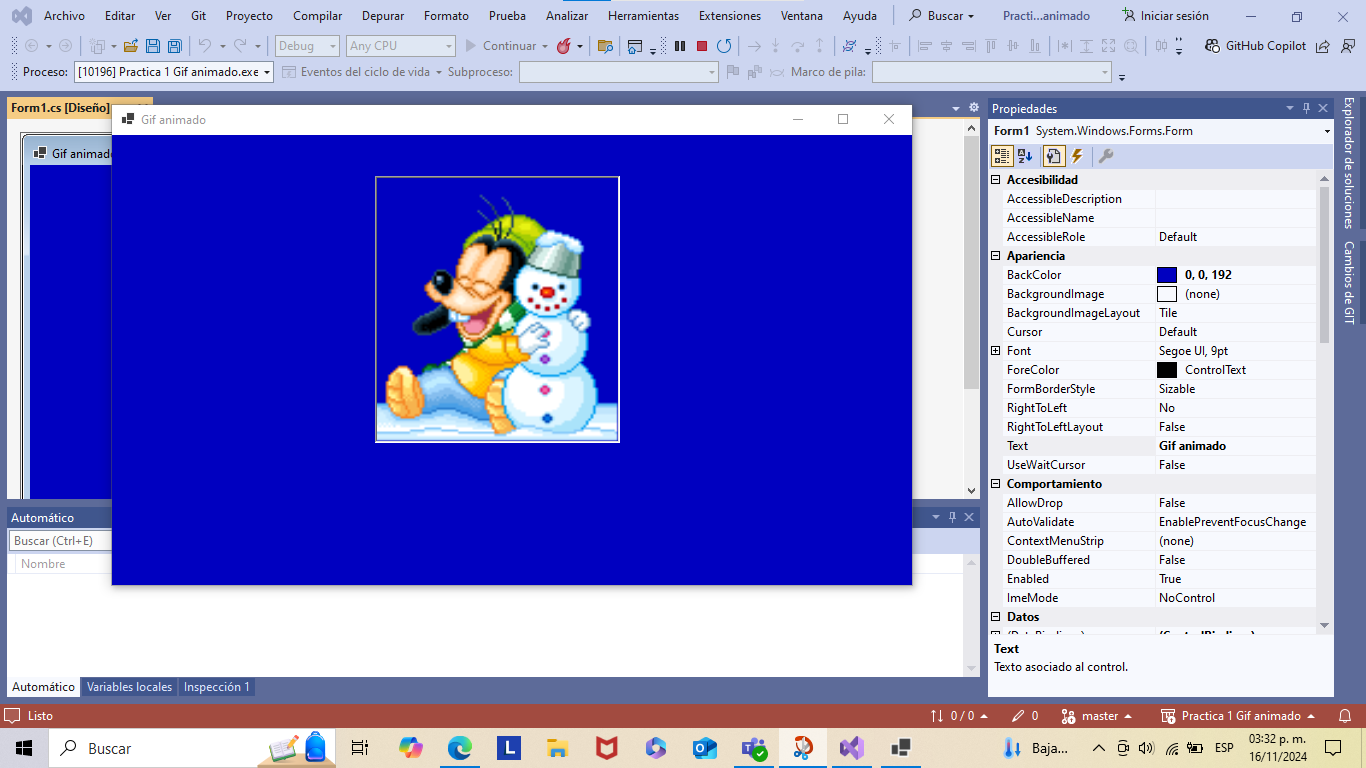 Archivo Editar Ver Git Proyecto Compilar Depurar Formato Prueba Analizar Herramientas Extensiones Ventana Ayuda Buscar Practi...animado Iniciar sesión
Debug Any CPU Continuar GitHub Copilot
Proceso: [10196] Practica 1 Gif animado.exe Eventos del ciclo de vida Subproceso: Marco de pila:
Form1.cs [Diseño]
Gif animado
Gif animado
Propiedades
Form1 System.Windows.Forms.Form
Accesibilidad
AccessibleDescription
AccessibleName
AccessibleRole Default
Apariencia
BackColor 0, 0, 192
BackgroundImage (none)
BackgroundImageLayout Tile
Cursor Default
Font Segoe UI, 9pt
ForeColor ControlText
FormBorderStyle Sizable
RightToLeft No
RightToLeftLayout False
Text Gif animado
UseWaitCursor False
Comportamiento
AllowDrop False
AutoValidate EnablePreventFocusChange
ContextMenuStrip (none)
DoubleBuffered False
Enabled True
ImeMode NoControl
Datos
Text
Texto asociado al control.
Explorador de soluciones
Cambios de GIT
Automático
Buscar (Ctrl+E)
Nombre
Automático Variables locales Inspección 1
Listo 0 / 0 0 master Practica 1 Gif animado
Buscar Baja... ESP 03:32 p. m.
16/11/2024